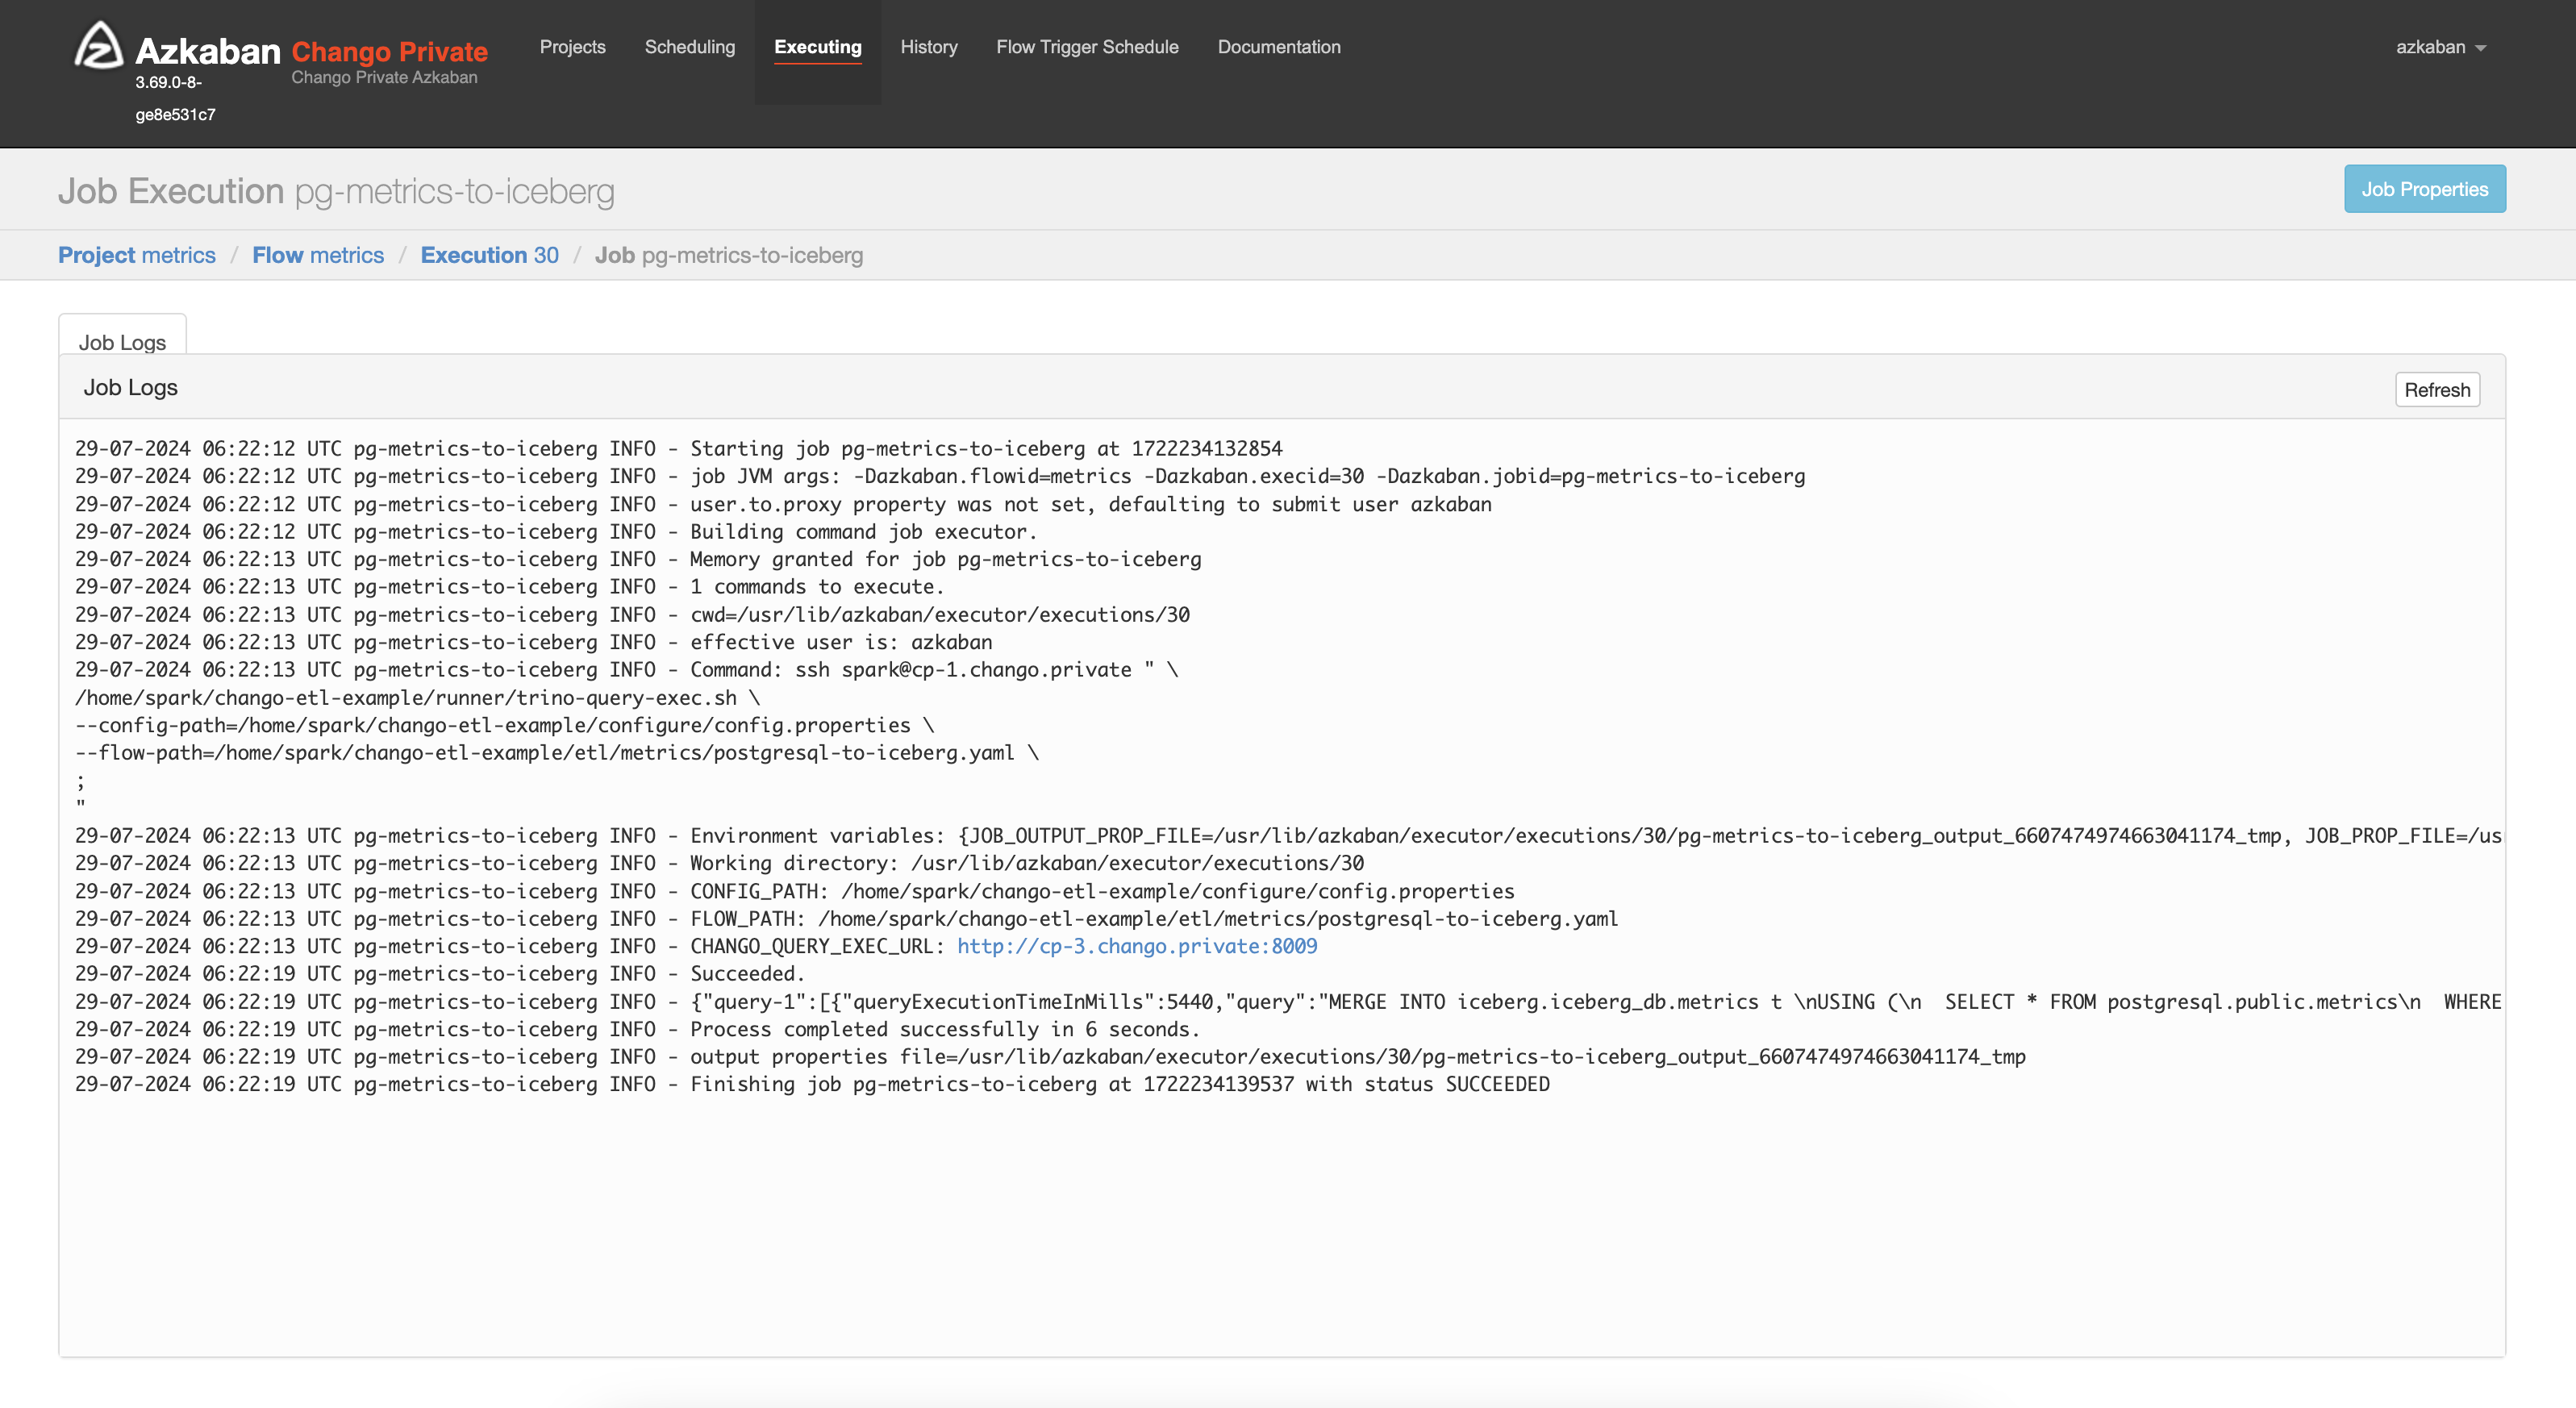 Azkaban Chango Private
3.69.0-8-
ge8e531c7
Chango Private Azkaban
Projects Scheduling Executing History Flow Trigger Schedule Documentation azkaban
Job Execution pg-metrics-to-iceberg
Job Properties
Project metrics / Flow metrics / Execution 30 / Job pg-metrics-to-iceberg
Job Logs
Job Logs
Refresh
29-07-2024 06:22:12 UTC pg-metrics-to-iceberg INFO - Starting job pg-metrics-to-iceberg at 1722234132854
29-07-2024 06:22:12 UTC pg-metrics-to-iceberg INFO - job JVM args: -Dazkaban.flowid=metrics -Dazkaban.execid=30 -Dazkaban.jobid=pg-metrics-to-iceberg
29-07-2024 06:22:12 UTC pg-metrics-to-iceberg INFO - user.to.proxy property was not set, defaulting to submit user azkaban
29-07-2024 06:22:12 UTC pg-metrics-to-iceberg INFO - Building command job executor.
29-07-2024 06:22:13 UTC pg-metrics-to-iceberg INFO - Memory granted for job pg-metrics-to-iceberg
29-07-2024 06:22:13 UTC pg-metrics-to-iceberg INFO - 1 commands to execute.
29-07-2024 06:22:13 UTC pg-metrics-to-iceberg INFO - cwd=/usr/lib/azkaban/executor/executions/30
29-07-2024 06:22:13 UTC pg-metrics-to-iceberg INFO - effective user is: azkaban
29-07-2024 06:22:13 UTC pg-metrics-to-iceberg INFO - Command: ssh spark@cp-1.chango.private " \
/home/spark/chango-etl-example/runner/trino-query-exec.sh \
--config-path=/home/spark/chango-etl-example/configure/config.properties \
--flow-path=/home/spark/chango-etl-example/etl/metrics/postgresql-to-iceberg.yaml \
;
"
29-07-2024 06:22:13 UTC pg-metrics-to-iceberg INFO - Environment variables: {JOB_OUTPUT_PROP_FILE=/usr/lib/azkaban/executor/executions/30/pg-metrics-to-iceberg_output_6607474974663041174_tmp, JOB_PROP_FILE=/us
29-07-2024 06:22:13 UTC pg-metrics-to-iceberg INFO - Working directory: /usr/lib/azkaban/executor/executions/30
29-07-2024 06:22:13 UTC pg-metrics-to-iceberg INFO - CONFIG_PATH: /home/spark/chango-etl-example/configure/config.properties
29-07-2024 06:22:13 UTC pg-metrics-to-iceberg INFO - FLOW_PATH: /home/spark/chango-etl-example/etl/metrics/postgresql-to-iceberg.yaml
29-07-2024 06:22:13 UTC pg-metrics-to-iceberg INFO - CHANGO_QUERY_EXEC_URL: http://cp-3.chango.private:8009
29-07-2024 06:22:19 UTC pg-metrics-to-iceberg INFO - Succeeded.
29-07-2024 06:22:19 UTC pg-metrics-to-iceberg INFO - {"query-1":[{"queryExecutionTimeInMills":5440,"query":"MERGE INTO iceberg.iceberg_db.metrics t \nUSING (\n  SELECT * FROM postgresql.public.metrics\n  WHERE
29-07-2024 06:22:19 UTC pg-metrics-to-iceberg INFO - Process completed successfully in 6 seconds.
29-07-2024 06:22:19 UTC pg-metrics-to-iceberg INFO - output properties file=/usr/lib/azkaban/executor/executions/30/pg-metrics-to-iceberg_output_6607474974663041174_tmp
29-07-2024 06:22:19 UTC pg-metrics-to-iceberg INFO - Finishing job pg-metrics-to-iceberg at 1722234139537 with status SUCCEEDED